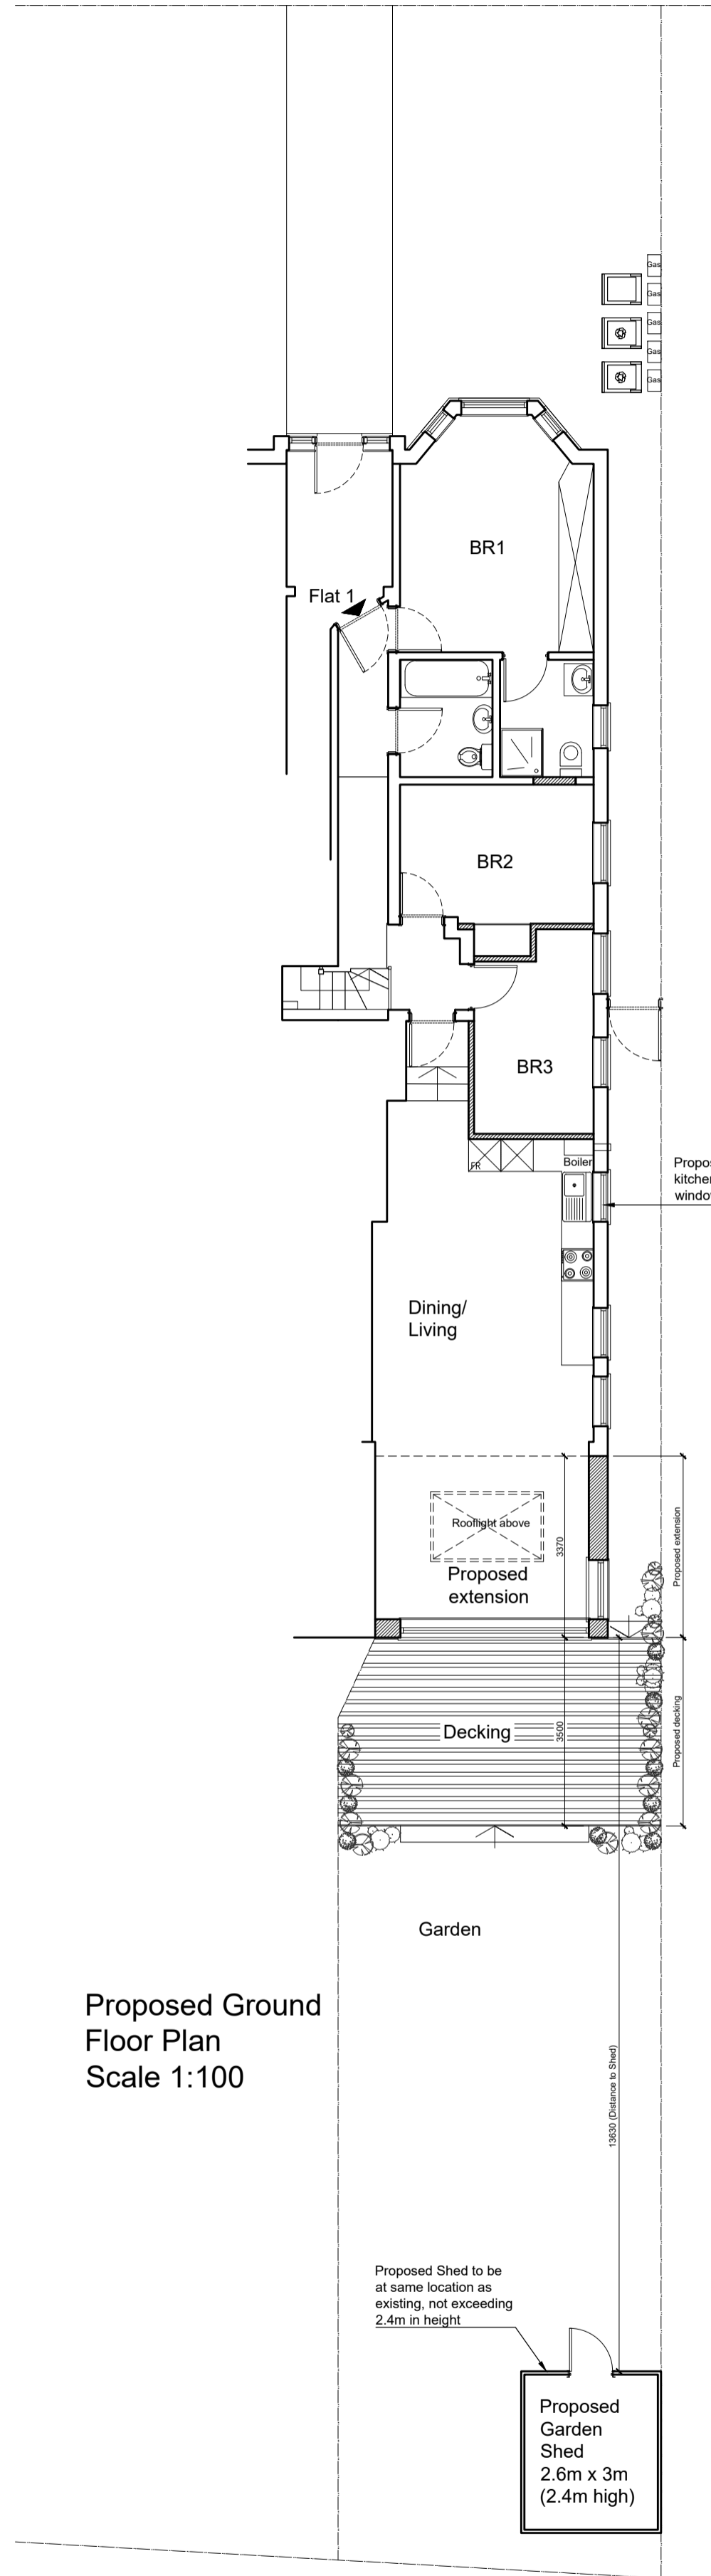 Gas
Gas
Gas
Gas
Gas
BR1
Flat 1
BR2
BR3
FR
Boiler
Dining/
Living
Rooflight above
3370
Proposed extension
Proposed
extension
Decking
3500
Proposed decking
Garden
Proposed Ground
Floor Plan
Scale 1:100
13630 (Distance to Shed)
Proposed Shed to be
at same location as
existing, not exceeding
2.4m in height
Proposed
Garden
Shed
2.6m x 3m
(2.4m high)